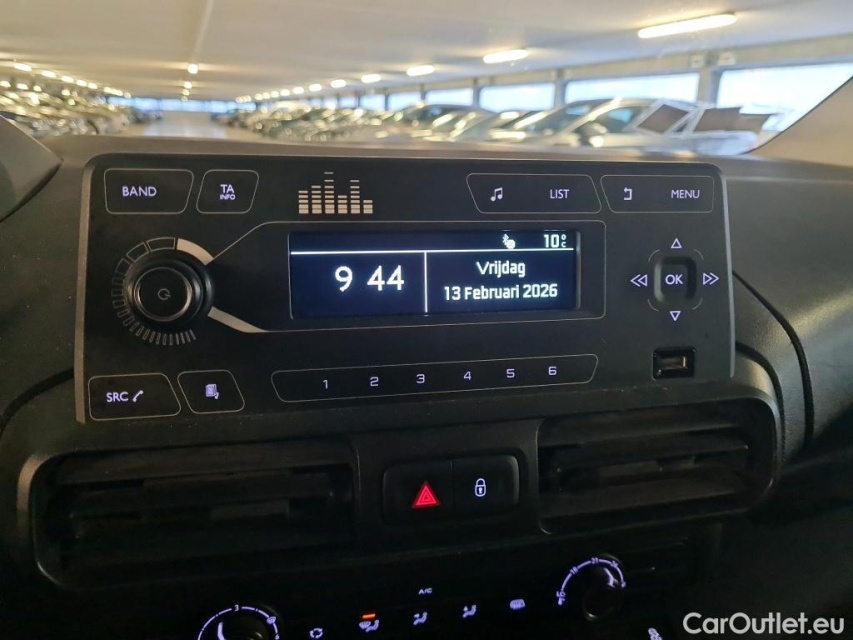 BAND
TA
INFO
LIST
MENU
10°C
9 44
Vrijdag
13 Februari 2026
OK
SRC
1 2 3 4 5 6
A/C
CarOutlet.eu